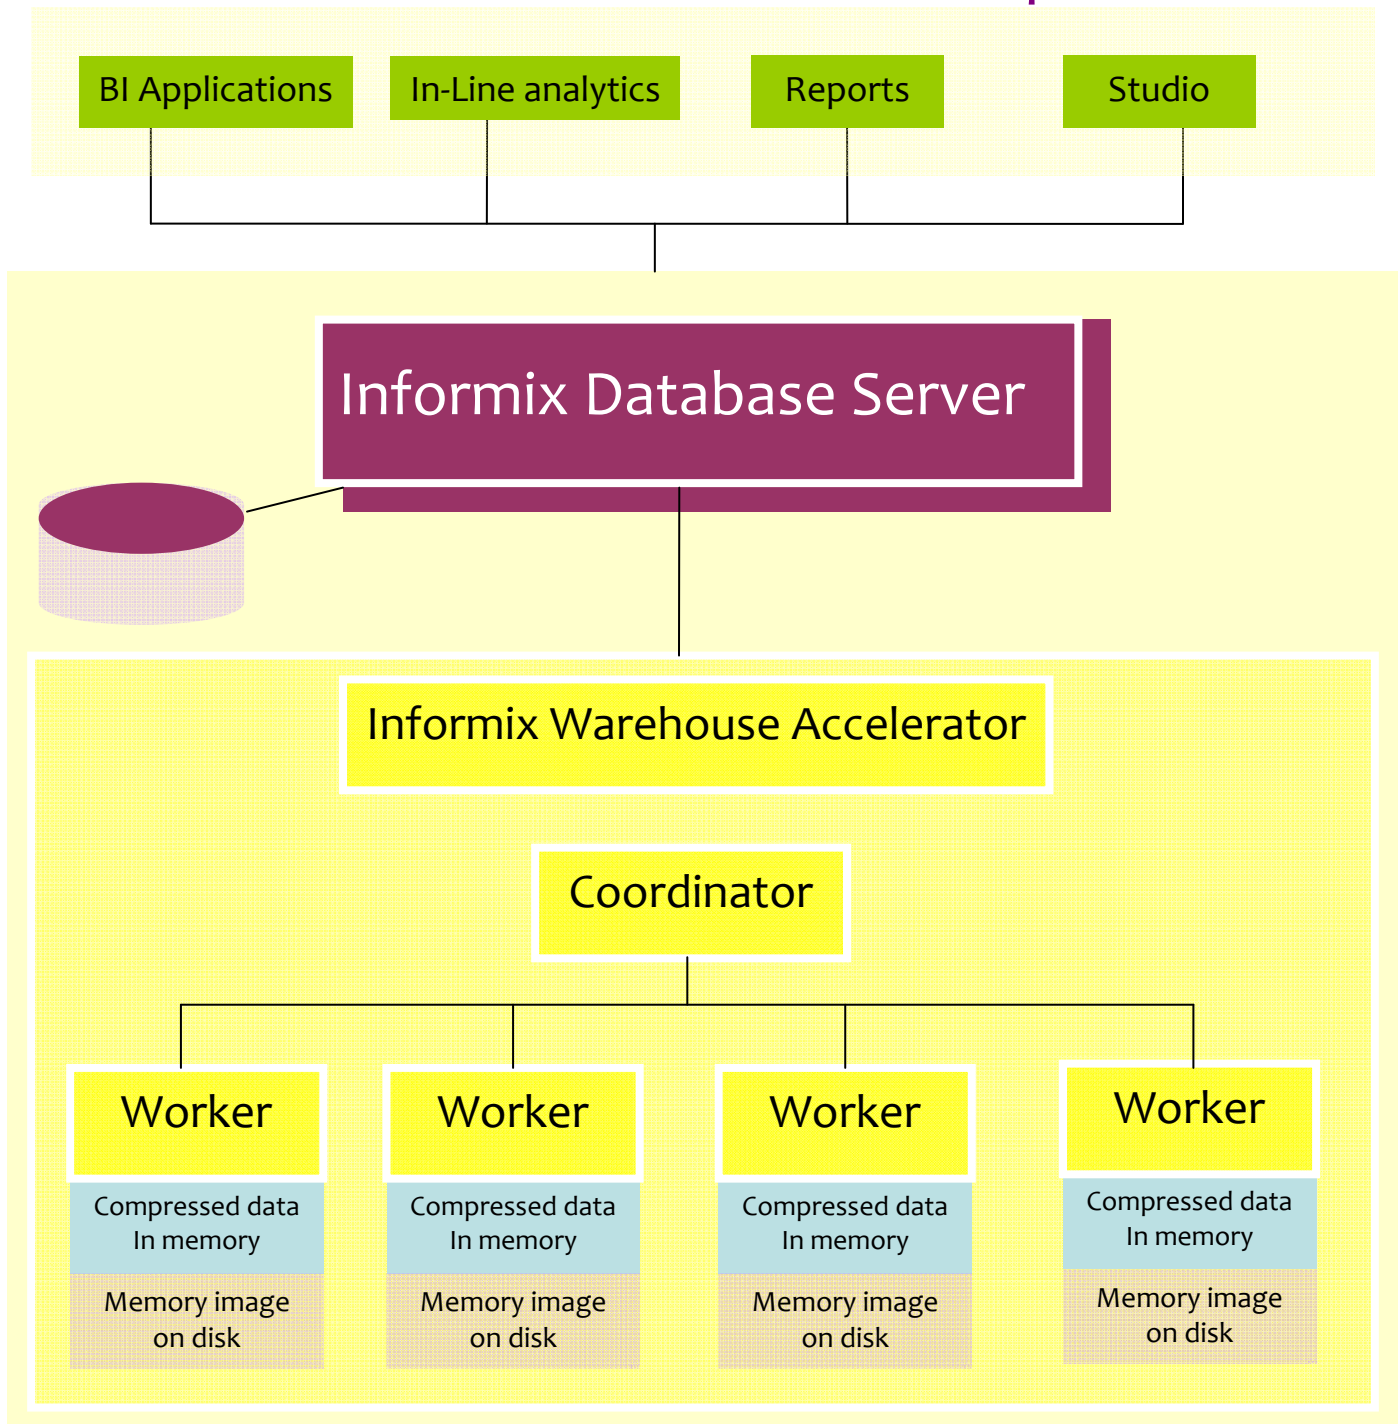 BI Applications
In-Line analytics
Reports
Studio
Informix Database Server
Informix Warehouse Accelerator
Coordinator
Worker
Worker
Worker
Worker
Compressed data
In memory
Compressed data
In memory
Compressed data
In memory
Compressed data
In memory
Memory image
on disk
Memory image
on disk
Memory image
on disk
Memory image
on disk